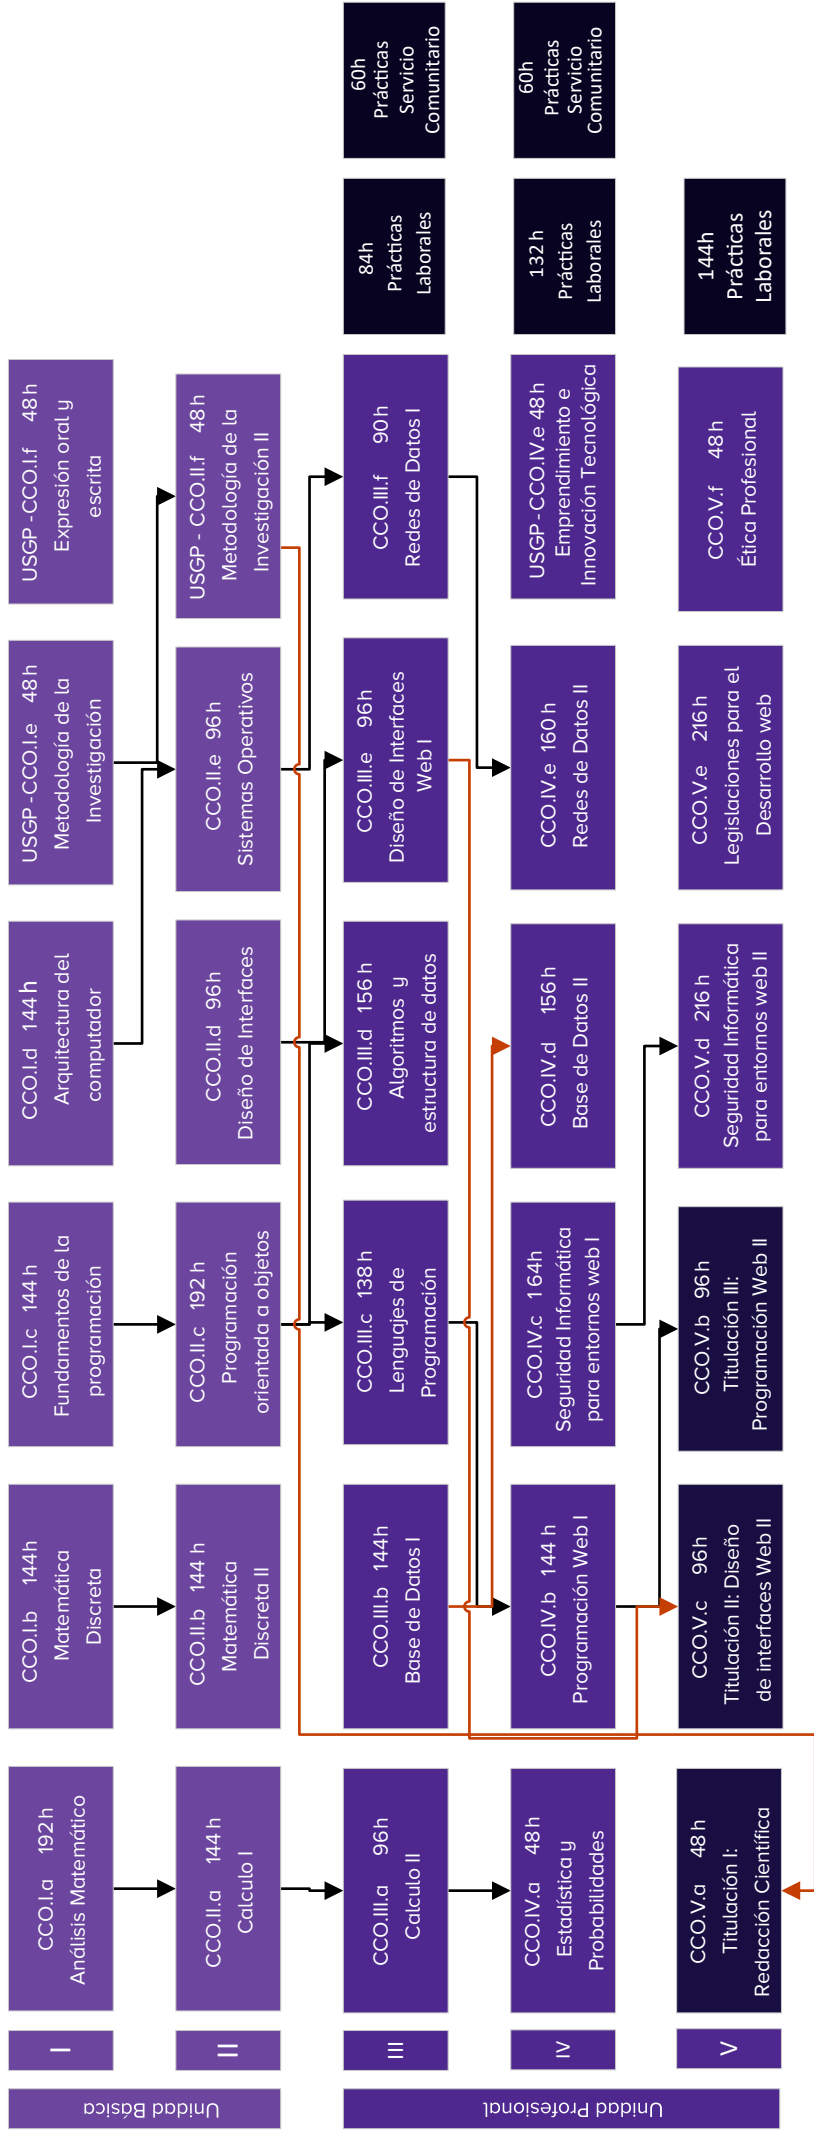 Unidad Básica
I
CCO.I.a 192 h
Análisis Matemático
CCO.I.b 144h
Matemática
Discreta
CCO.I.c 144 h
Fundamentos de la
programación
CCO.I.d 144 h
Arquitectura del
computador
USGP -CCO.I.e 48h
Metodología de la
Investigación
USGP -CCO.I.f 48 h
Expresión oral y
escrita
II
CCO.II.a 144 h
Calculo I
CCO.II.b 144 h
Matemática
Discreta II
CCO.II.c 192 h
Programación
orientada a objetos
CCO.II.d 96h
Diseño de Interfaces
CCO.II.e 96 h
Sistemas Operativos
USGP - CCO.II.f 48 h
Metodología de la
Investigación II
Unidad Profesional
III
CCO.III.a 96h
Calculo II
CCO.III.b 144h
Base de Datos I
CCO.III.c 138 h
Lenguajes de
Programación
CCO.III.d 156 h
Algoritmos y
estructura de datos
CCO.III.e 96h
Diseño de Interfaces
Web I
CCO.III.f 90 h
Redes de Datos I
84h
Prácticas
Laborales
60h
Prácticas
Servicio
Comunitario
IV
CCO.IV.a 48 h
Estadística y
Probabilidades
CCO.IV.b 144 h
Programación Web I
CCO.IV.c 164h
Seguridad Informática
para entornos web I
CCO.IV.d 156 h
Base de Datos II
CCO.IV.e 160 h
Redes de Datos II
USGP - CCO.IV.e 48 h
Emprendimiento e
Innovación Tecnológica
132 h
Prácticas
Laborales
60h
Prácticas
Servicio
Comunitario
V
CCO.V.a 48 h
Titulación I:
Redacción Científica
CCO.V.c 96h
Titulación II: Diseño
de interfaces Web II
CCO.V.b 96 h
Titulación III:
Programación Web II
CCO.V.d 216 h
Seguridad Informática
para entornos web II
CCO.V.e 216 h
Legislaciones para el
Desarrollo web
CCO.V.f 48 h
Ética Profesional
144h
Prácticas
Laborales